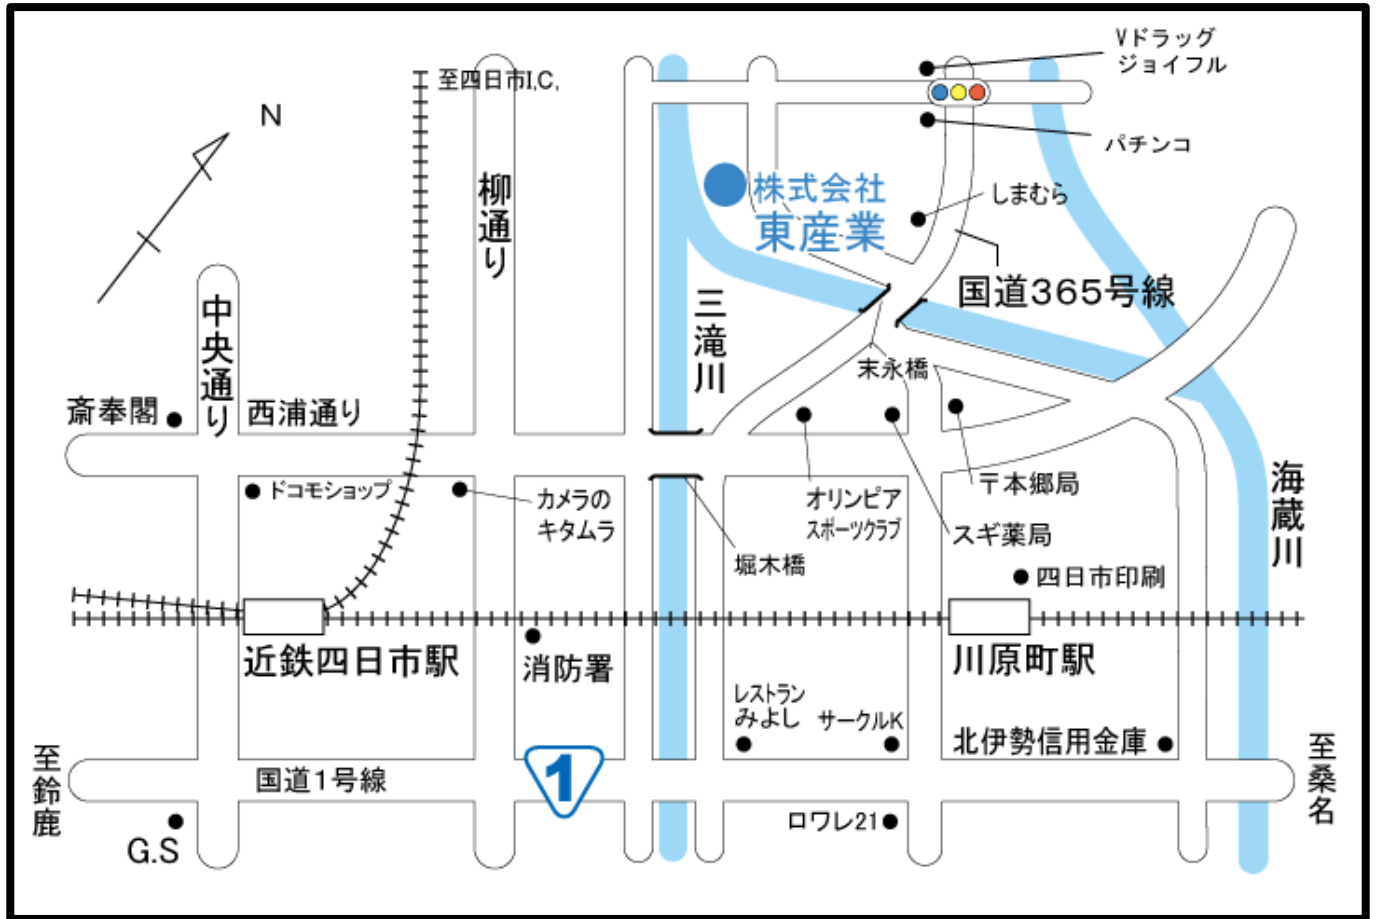 Vドラッグ
ジョイフル
至四日市I,C,
N
パチンコ
柳通り
株式会社
東産業
しまむら
国道365号線
中央通り
三滝川
末永橋
斎奉閣
西浦通り
ドコモショップ
カメラの
キタムラ
オリンピア
スポーツクラブ
〒本郷局
スギ薬局
海蔵川
堀木橋
四日市印刷
近鉄四日市駅
消防署
川原町駅
レストラン
みよし
サークルK
北伊勢信用金庫
至鈴鹿
国道1号線
1
至桑名
G.S
ロワレ21